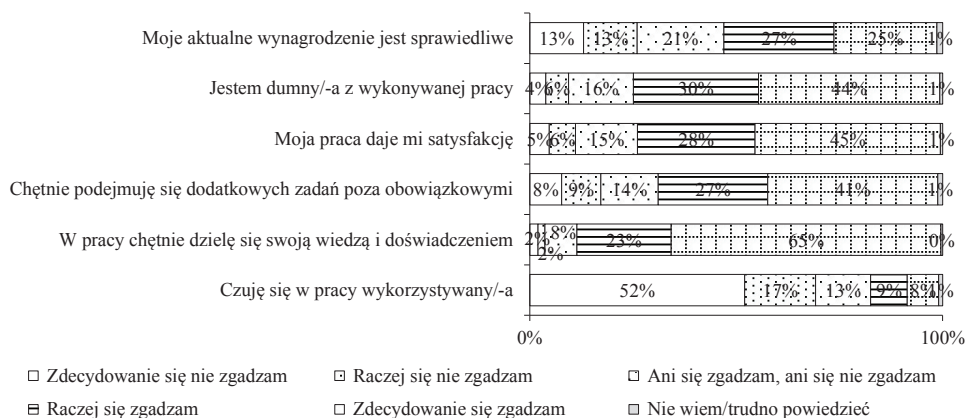 Moje aktualne wynagrodzenie jest sprawiedliwe 13% 13% 21% 27% 25% 1%
Jestem dumny/-a z wykonywanej pracy 4% 6% 16% 30% 44% 1%
Moja praca daje mi satysfakcję 5% 6% 15% 28% 45% 1%
Chętnie podejmuję się dodatkowych zadań poza obowiązkowymi 8% 9% 14% 27% 41% 1%
W pracy chętnie dzielę się swoją wiedzą i doświadczeniem 2% 2% 8% 23% 65% 0%
Czuję się w pracy wykorzystywany/-a 52% 17% 13% 9% 8% 1%
0% 100%
Zdecydowanie się nie zgadzam Raczej się nie zgadzam Ani się zgadzam, ani się nie zgadzam
Raczej się zgadzam Zdecydowanie się zgadzam Nie wiem/trudno powiedzieć